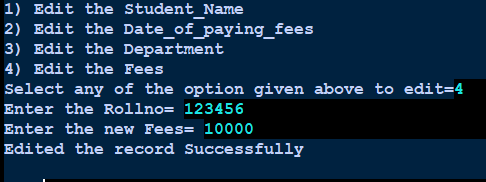 1) Edit the Student_Name
2) Edit the Date_of_paying_fees
3) Edit the Department
4) Edit the Fees
Select any of the option given above to edit=4
Enter the Rollno= 123456
Enter the new Fees= 10000
Edited the record Successfully